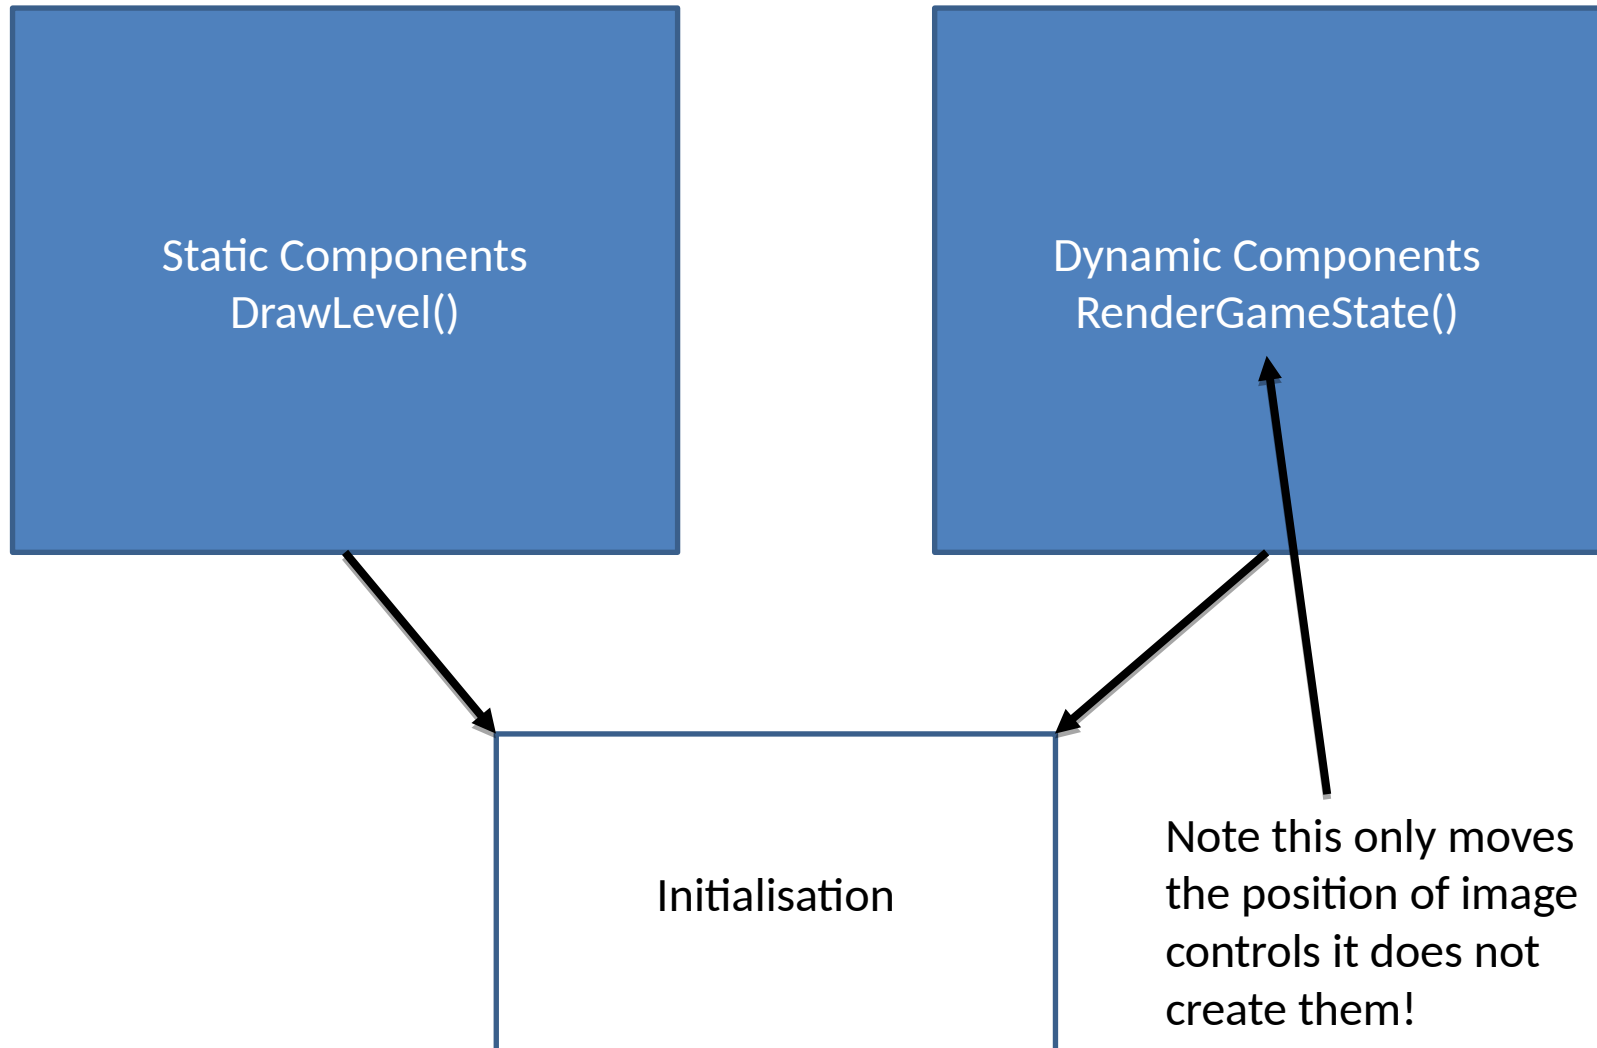 Static Components
DrawLevel()
Dynamic Components
RenderGameState()
Initialisation
Note this only moves
the position of image
controls it does not
create them!